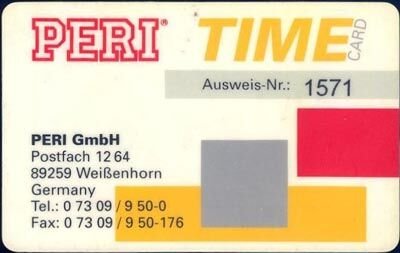 PERI® TIME CARD
Ausweis-Nr.: 1571
PERI GmbH
Postfach 12 64
89259 Weißenhorn
Germany
Tel.: 0 73 09 / 9 50-0
Fax: 0 73 09 / 9 50-176